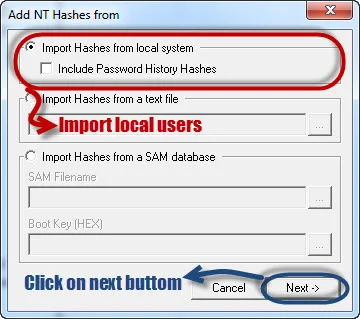 Add NT Hashes from
Import Hashes from local system
Include Password History Hashes
Import Hashes from a text file
Import local users
...
Import Hashes from a SAM database
SAM Filename
...
Boot Key (HEX)
...
Click on next buttom
Cancel
Next ->